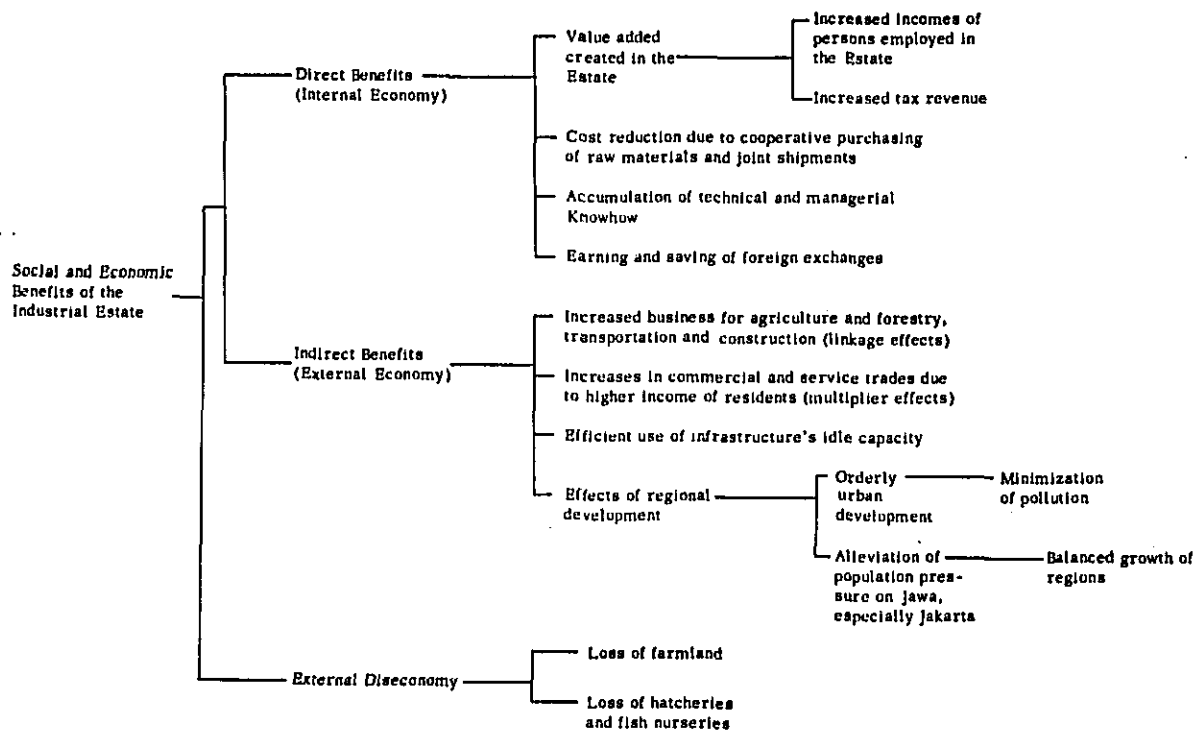 Social and Economic
Benefits of the
Industrial Estate
Direct Benefits
(Internal Economy)
Value added
created in the
Estate
Increased incomes of
persons employed in
the Estate
Increased tax revenue
Cost reduction due to cooperative purchasing
of raw materials and joint shipments
Accumulation of technical and managerial
Knowhow
Earning and saving of foreign exchanges
Indirect Benefits
(External Economy)
Increased business for agriculture and forestry,
transportation and construction (linkage effects)
Increases in commercial and service trades due
to higher income of residents (multiplier effects)
Efficient use of infrastructure's idle capacity
Effects of regional
development
Orderly
urban
development
Minimization
of pollution
Alleviation of
population pres-
sure on Jawa,
especially Jakarta
Balanced growth of
regions
External Diseconomy
Loss of farmland
Loss of hatcheries
and fish nurseries